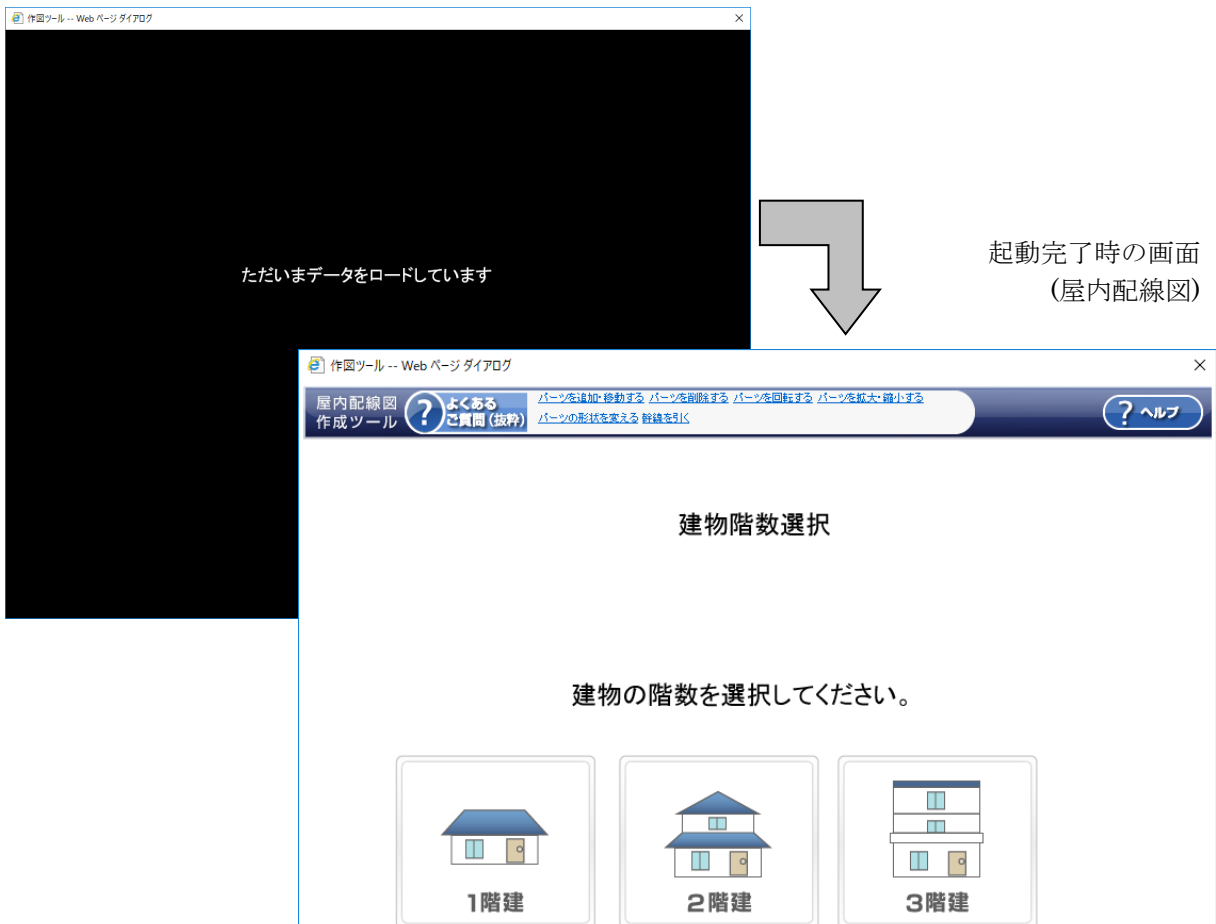 作図ツール -- Web ページ ダイアログ
ただいまデータをロードしています
起動完了時の画面
(屋内配線図)
作図ツール -- Web ページ ダイアログ
屋内配線図
作成ツール
? よくある
ご質問(抜粋)
パーツを追加・移動する パーツを削除する パーツを回転する パーツを拡大・縮小する
パーツの形状を変える 幹線を引く
? ヘルプ
建物階数選択
建物の階数を選択してください。
1階建
2階建
3階建